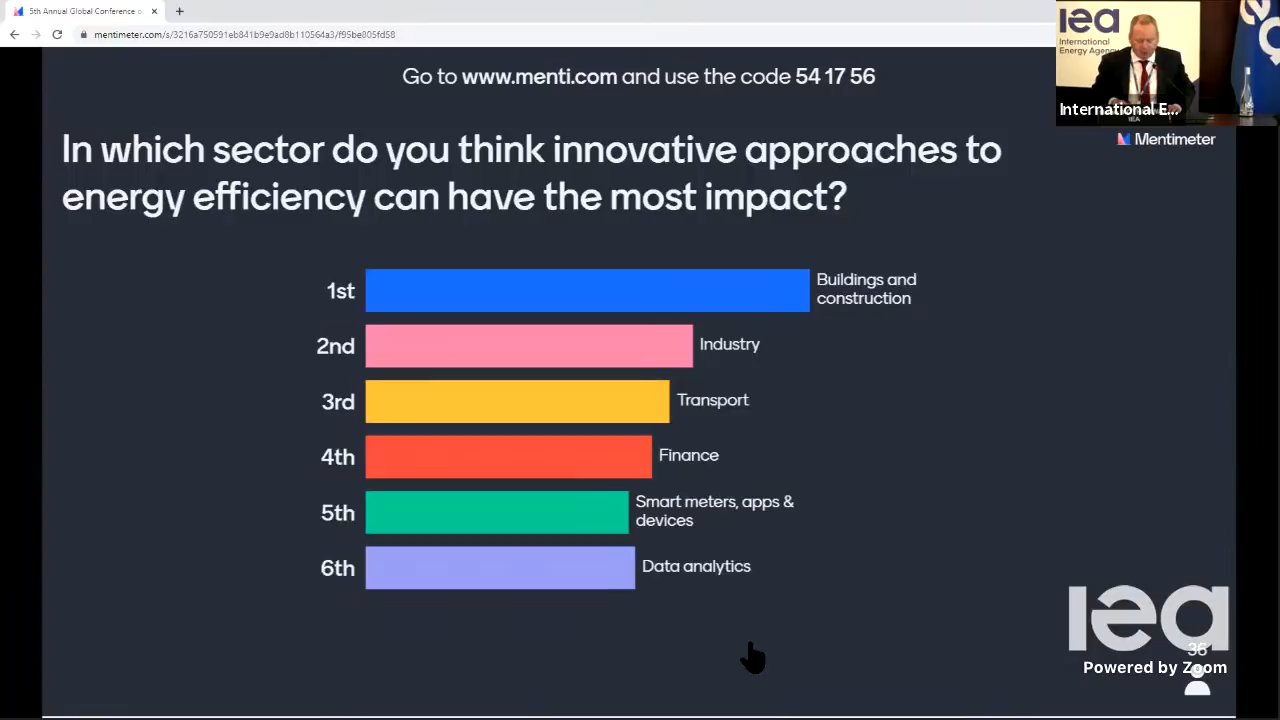 5th Annual Global Conference o
mentimeter.com/s/3216a750591eb841b9e9ad8b110564a3/f95be805bfd8
Go to www.menti.com and use the code 54 17 56
iea
International
Energy Agency
International E...
IEA
Mentimeter
In which sector do you think innovative approaches to
energy efficiency can have the most impact?
1st
Buildings and
construction
2nd
Industry
3rd
Transport
4th
Finance
5th
Smart meters, apps &
devices
6th
Data analytics
iea
36
Powered by Zoom